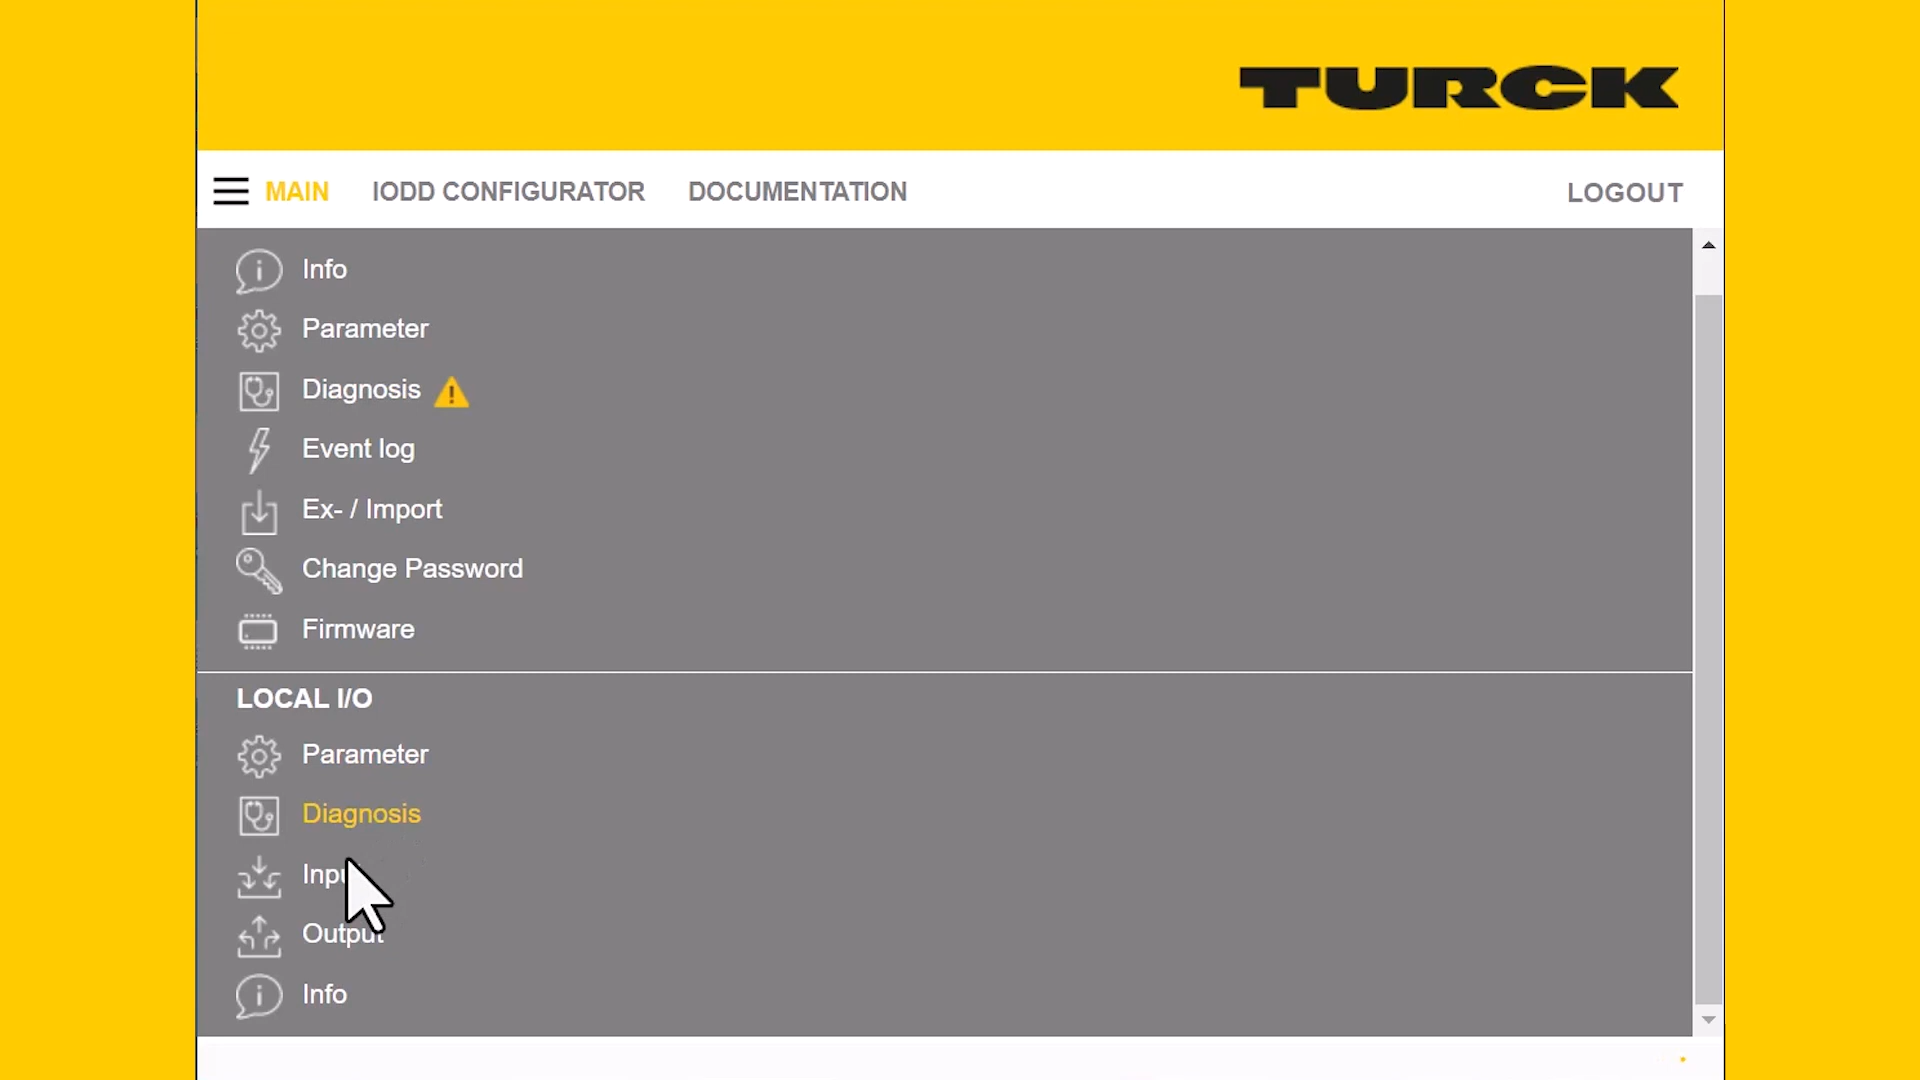 TURCK
MAIN IODD CONFIGURATOR DOCUMENTATION LOGOUT
Info
Parameter
Diagnosis
Event log
Ex- / Import
Change Password
Firmware
LOCAL I/O
Parameter
Diagnosis
Output
Info